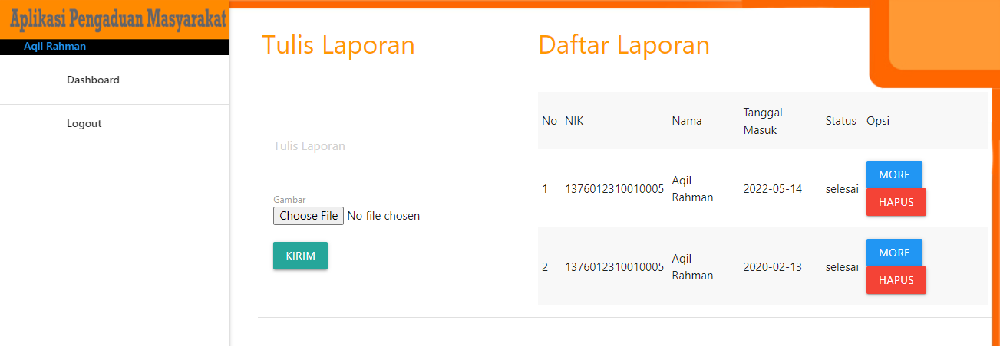 Aplikasi Pengaduan Masyarakat
Aqil Rahman
Dashboard
Logout
Tulis Laporan
Tulis Laporan
Gambar
Choose File No file chosen
KIRIM
Daftar Laporan
No NIK Nama Tanggal Masuk Status Opsi
1 1376012310010005 Aqil Rahman 2022-05-14 selesai MORE
HAPUS
2 1376012310010005 Aqil Rahman 2020-02-13 selesai MORE
HAPUS